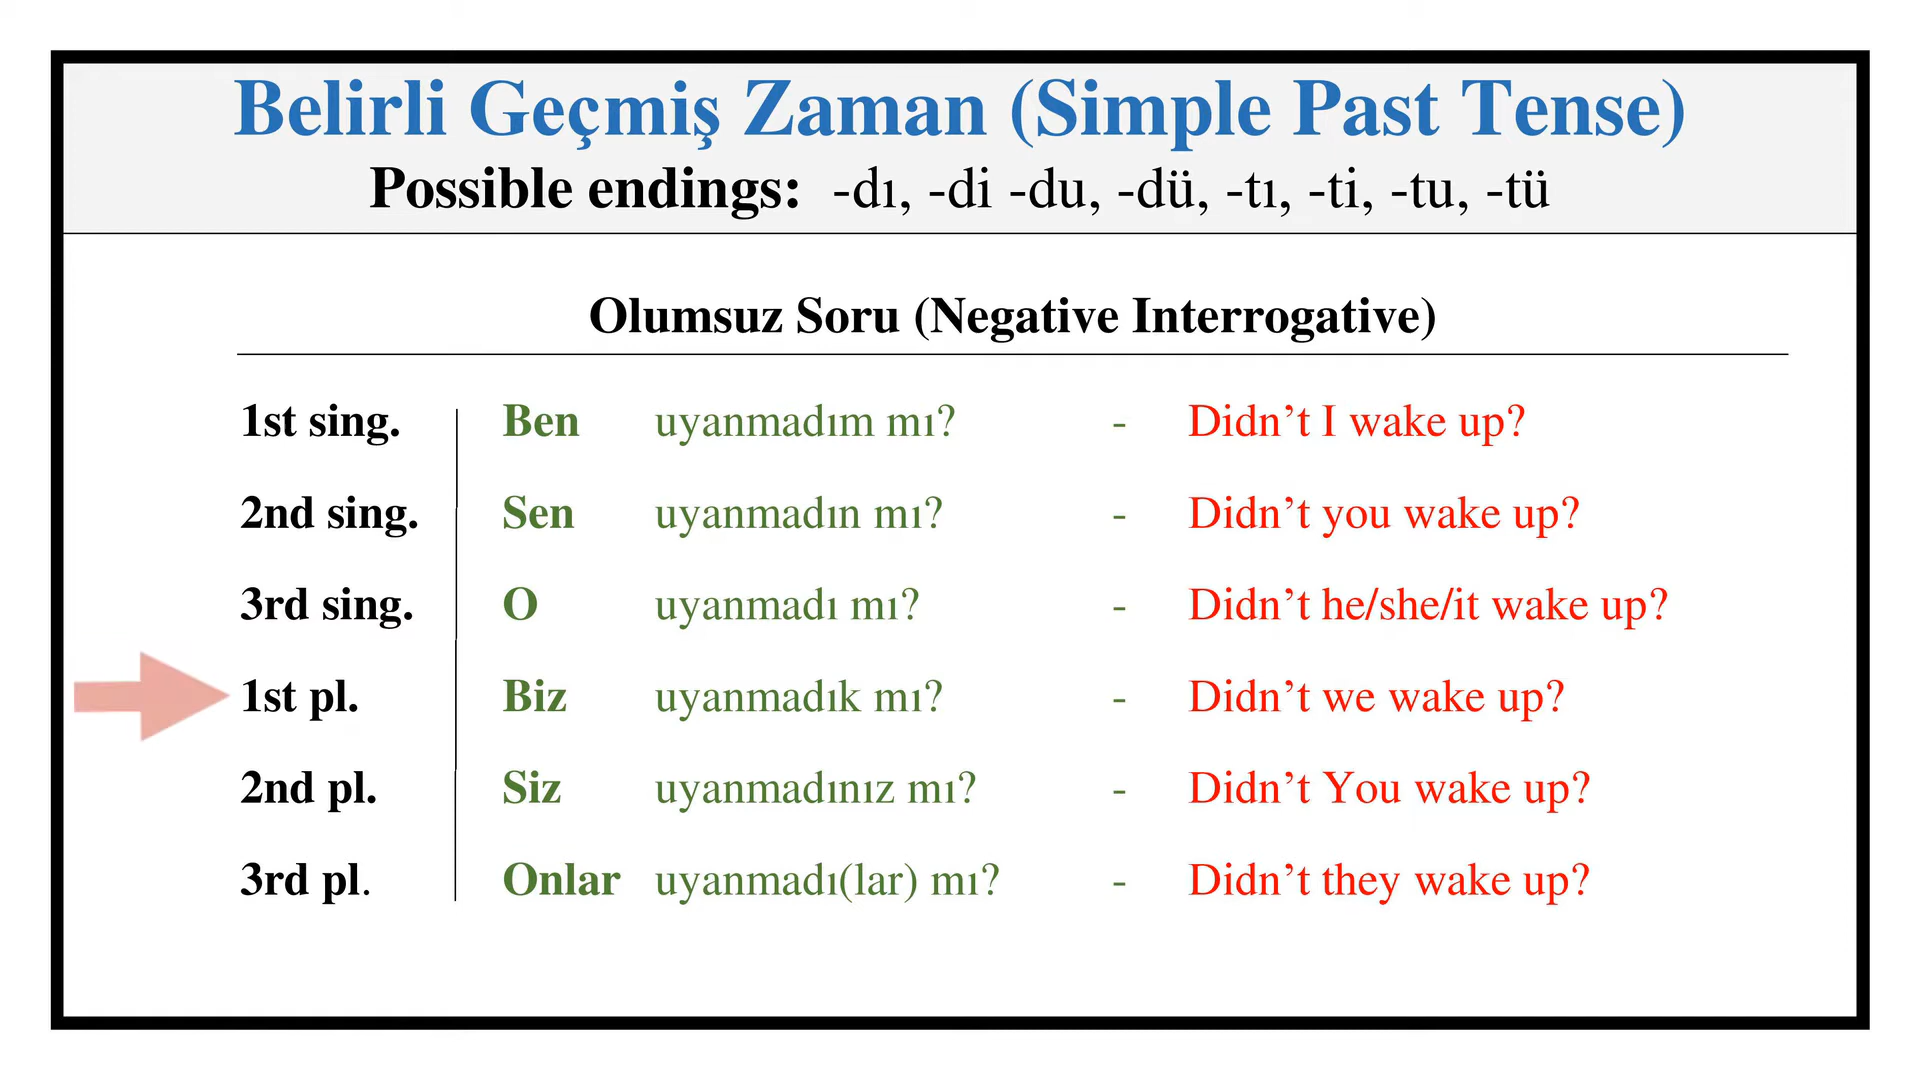 Belirli Geçmiş Zaman (Simple Past Tense)
Possible endings: -dı, -di -du, -dü, -tı, -ti, -tu, -tü
Olumsuz Soru (Negative Interrogative)
1st sing. Ben uyanmadım mı? - Didn’t I wake up?
2nd sing. Sen uyanmadın mı? - Didn’t you wake up?
3rd sing. O uyanmadı mı? - Didn’t he/she/it wake up?
1st pl. Biz uyanmadık mı? - Didn’t we wake up?
2nd pl. Siz uyanmadınız mı? - Didn’t You wake up?
3rd pl. Onlar uyanmadı(lar) mı? - Didn’t they wake up?